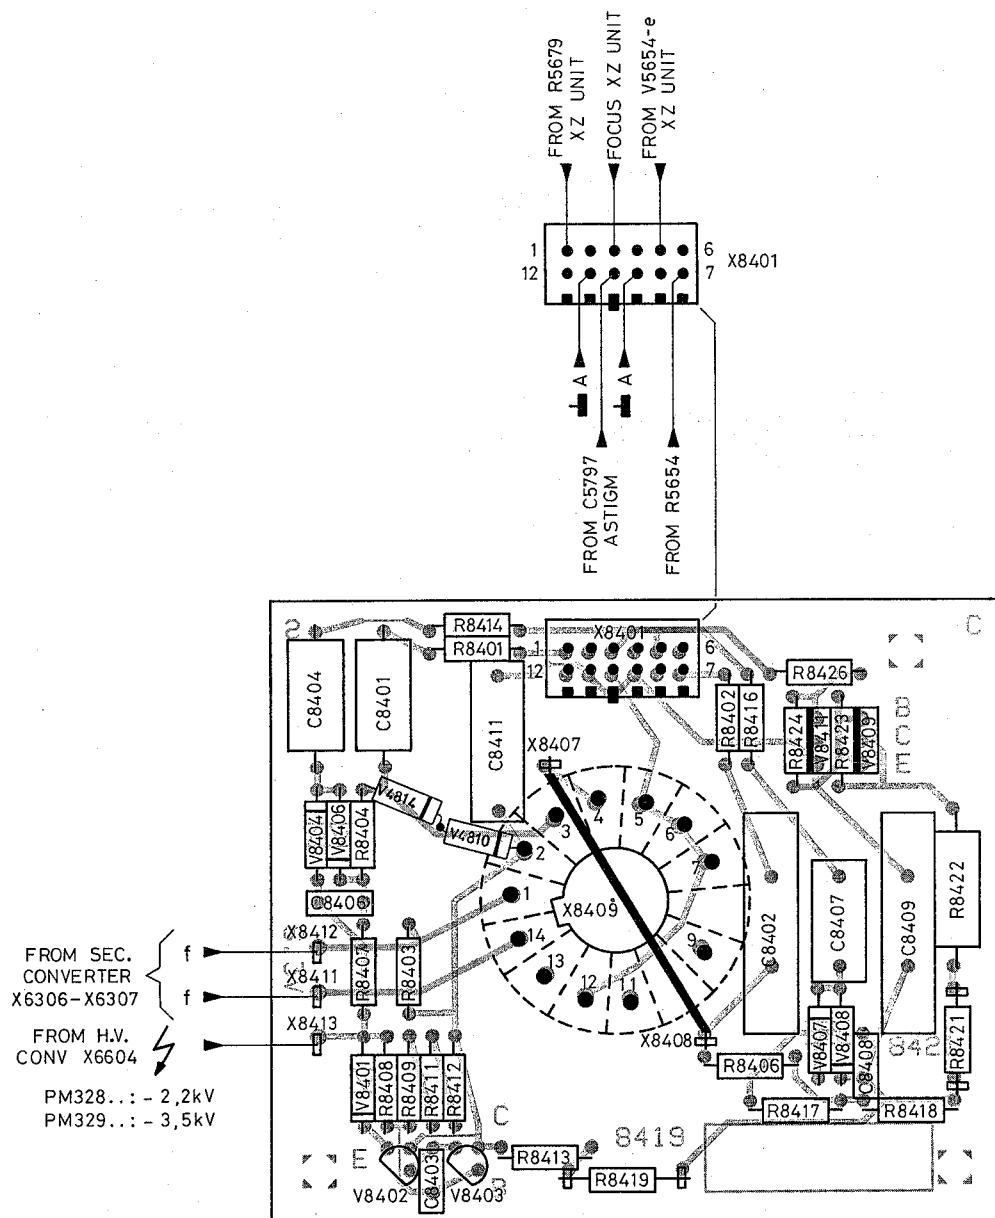 FROM R5679
XZ UNIT
FOCUS XZ UNIT
FROM V5654-e
XZ UNIT
1
6
12
7
X8401
A
A
FROM C5797
ASTIGM
FROM R5654
2
C
R8414
R8401
X8401
1
6
12
7
R8426
C8404
C8401
C8411
R8402
R8416
R8424
V8411
R8423
V8409
B
C
E
X8407
V4814
V4810
V8404
V8406
R8404
C8406
1
2
3
4
5
6
7
9
11
12
13
14
X8409
C8402
C8407
C8409
R8422
X8412
X8411
X8413
R8407
R8403
FROM SEC.
CONVERTER
X6306-X6307
f
f
FROM H.V.
CONV X6604
PM328..:- 2,2kV
PM329..:- 3,5kV
X8408
R8406
V8407
V8408
C8408
842
R8421
V8401
R8408
R8409
R8411
R8412
R8417
R8418
E
C
8419
R8413
R8419
V8402
C8403
V8403